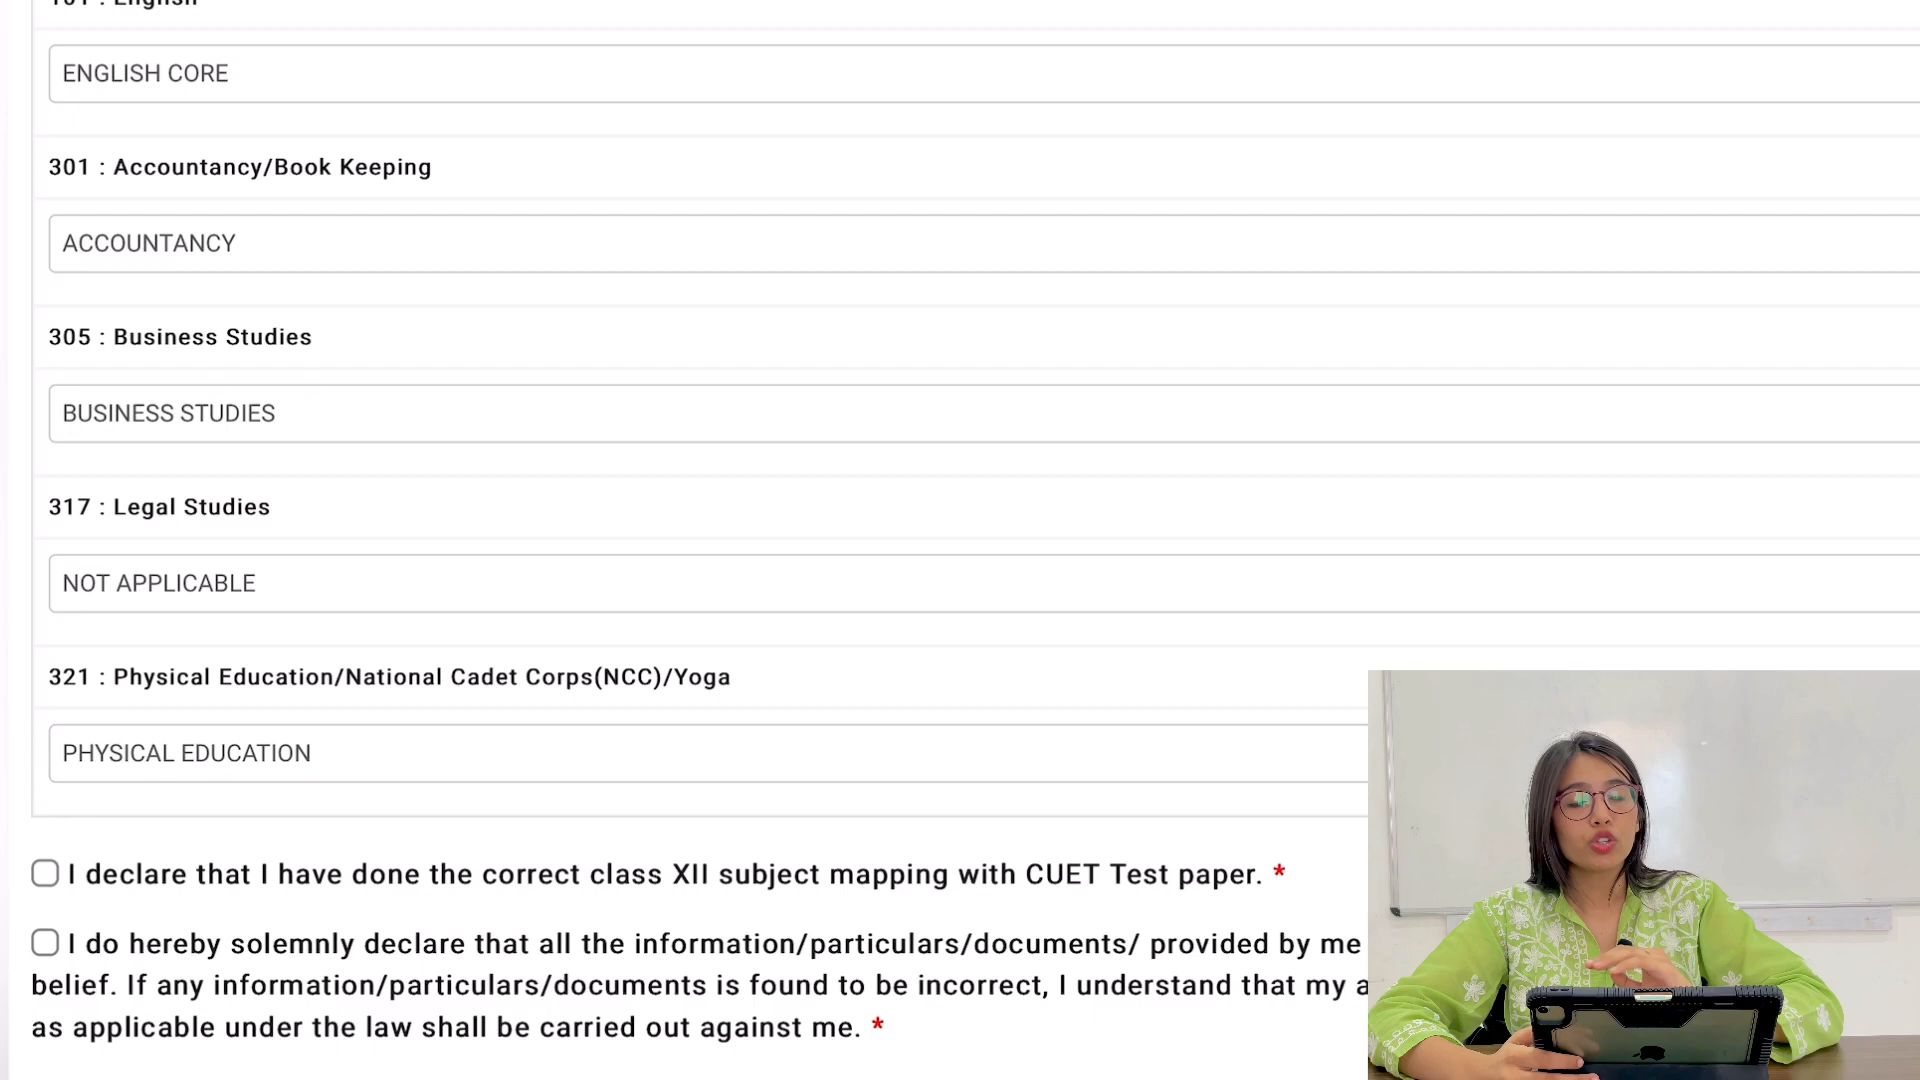 English
ENGLISH CORE
301 : Accountancy/Book Keeping
ACCOUNTANCY
305 : Business Studies
BUSINESS STUDIES
317 : Legal Studies
NOT APPLICABLE
321 : Physical Education/National Cadet Corps(NCC)/Yoga
PHYSICAL EDUCATION
I declare that I have done the correct class XII subject mapping with CUET Test paper. *
I do hereby solemnly declare that all the information/particulars/documents/ provided by me
belief. If any information/particulars/documents is found to be incorrect, I understand that my
as applicable under the law shall be carried out against me. *